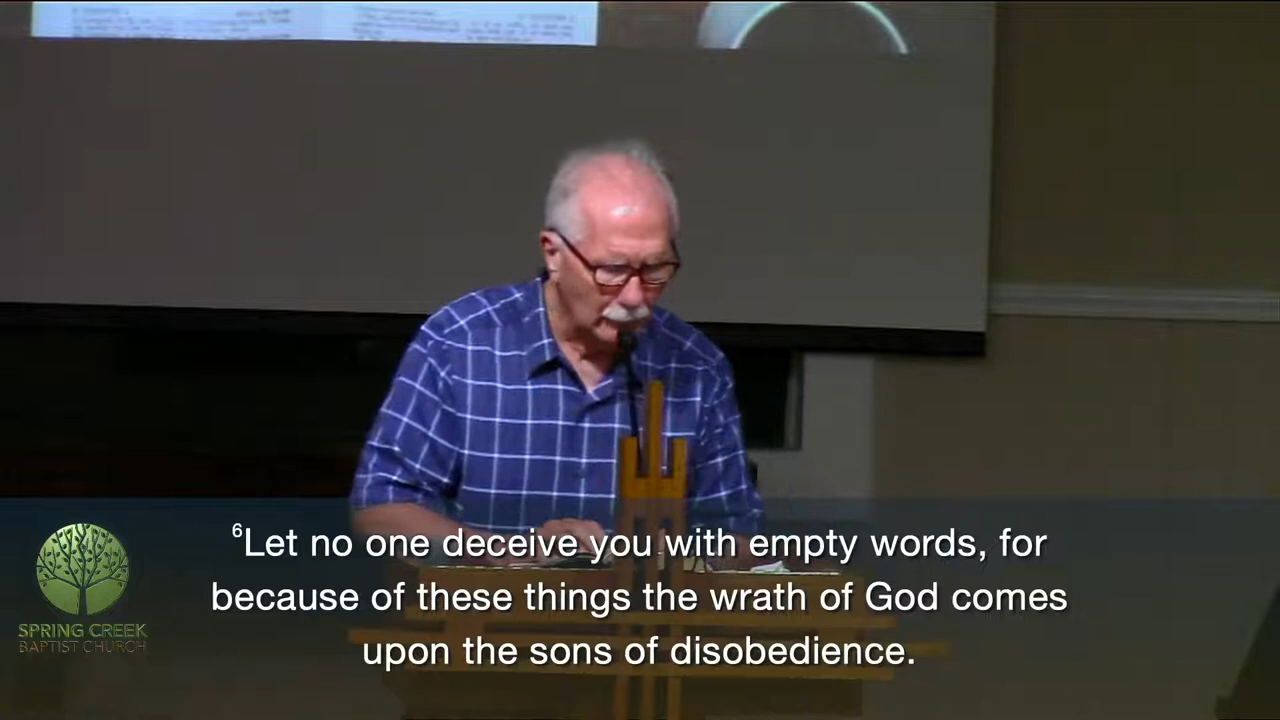 ⁶Let no one deceive you with empty words, for
because of these things the wrath of God comes
upon the sons of disobedience.
SPRING CREEK
BAPTIST CHURCH